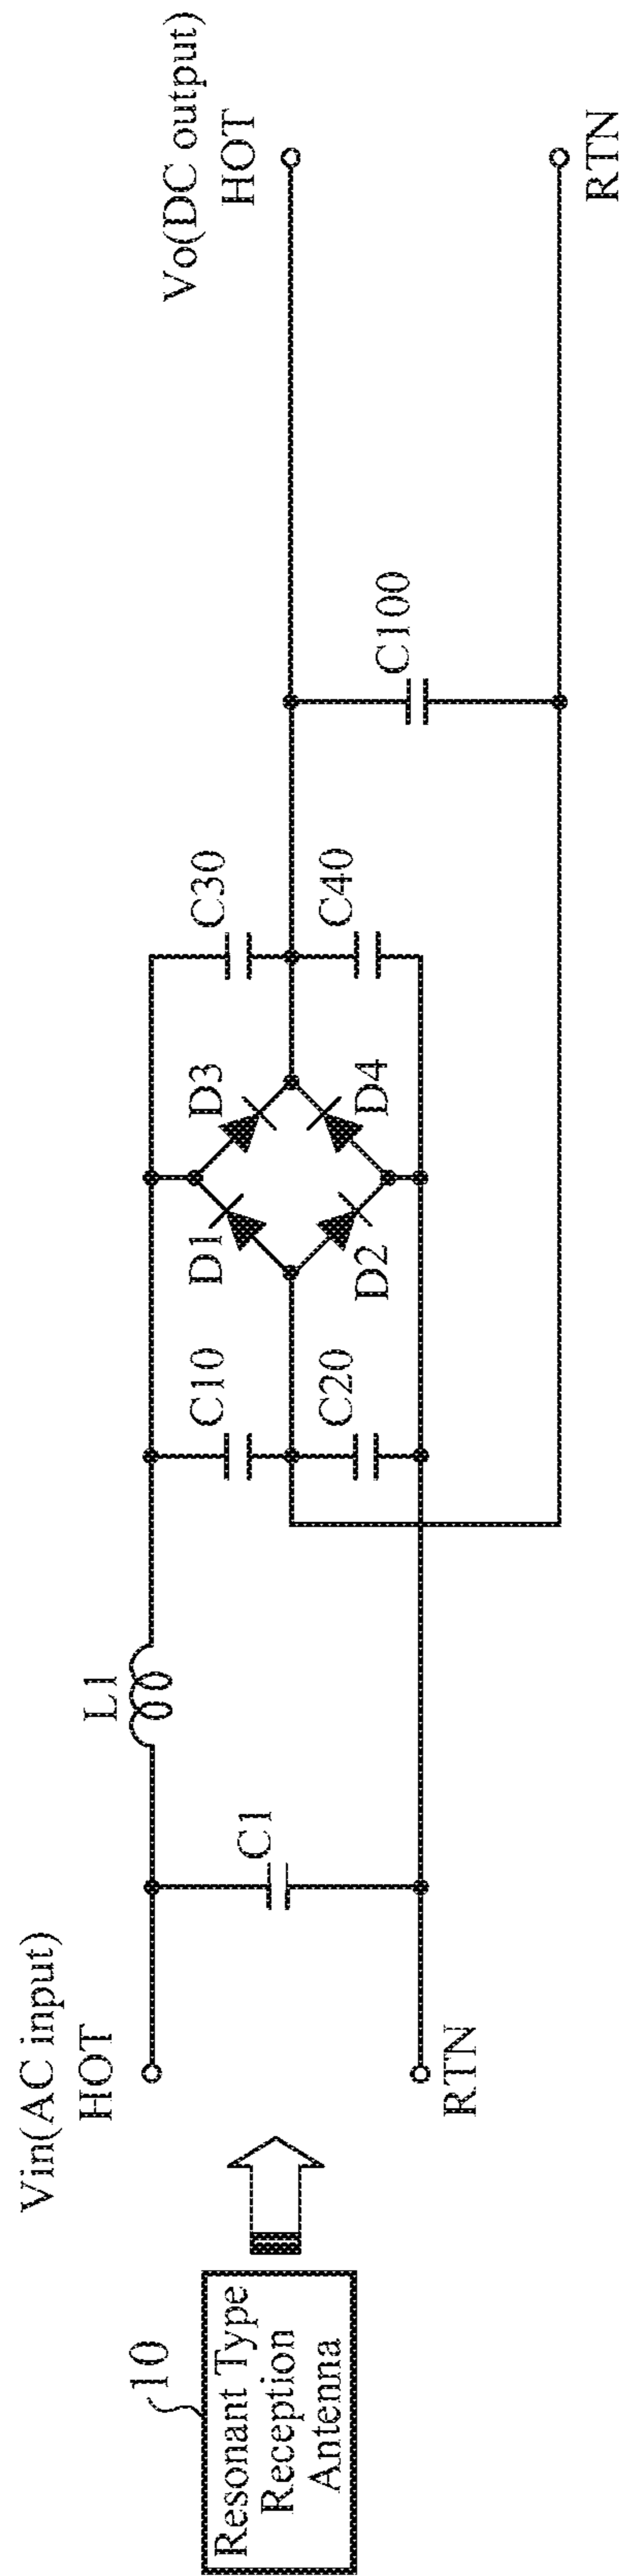 Vin(AC input)
HOT
10
Resonant Type
Reception
Antenna
RTN
L1
C1
C10
C20
D1
D2
D3
D4
C30
C40
C100
Vo(DC output)
HOT
RTN